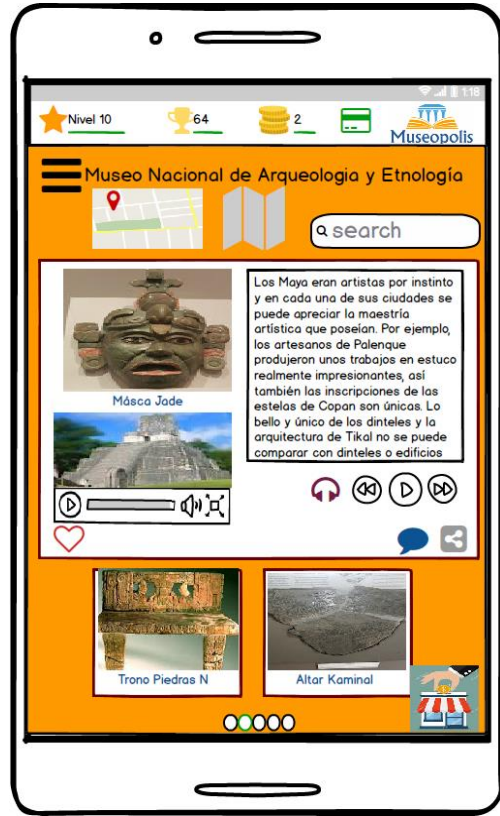 1:18
Nivel 10
64
2
Museopolis
Museo Nacional de Arqueologia y Etnología
search
Los Maya eran artistas por instinto
y en cada una de sus ciudades se
puede apreciar la maestría
artística que poseían. Por ejemplo,
los artesanos de Palenque
produjeron unos trabajos en estuco
realmente impresionantes, así
también las inscripciones de las
estelas de Copan son únicas. Lo
bello y único de los dinteles y la
arquitectura de Tikal no se puede
comparar con dinteles o edificios
Másca Jade
Trono Piedras N
Altar Kaminal